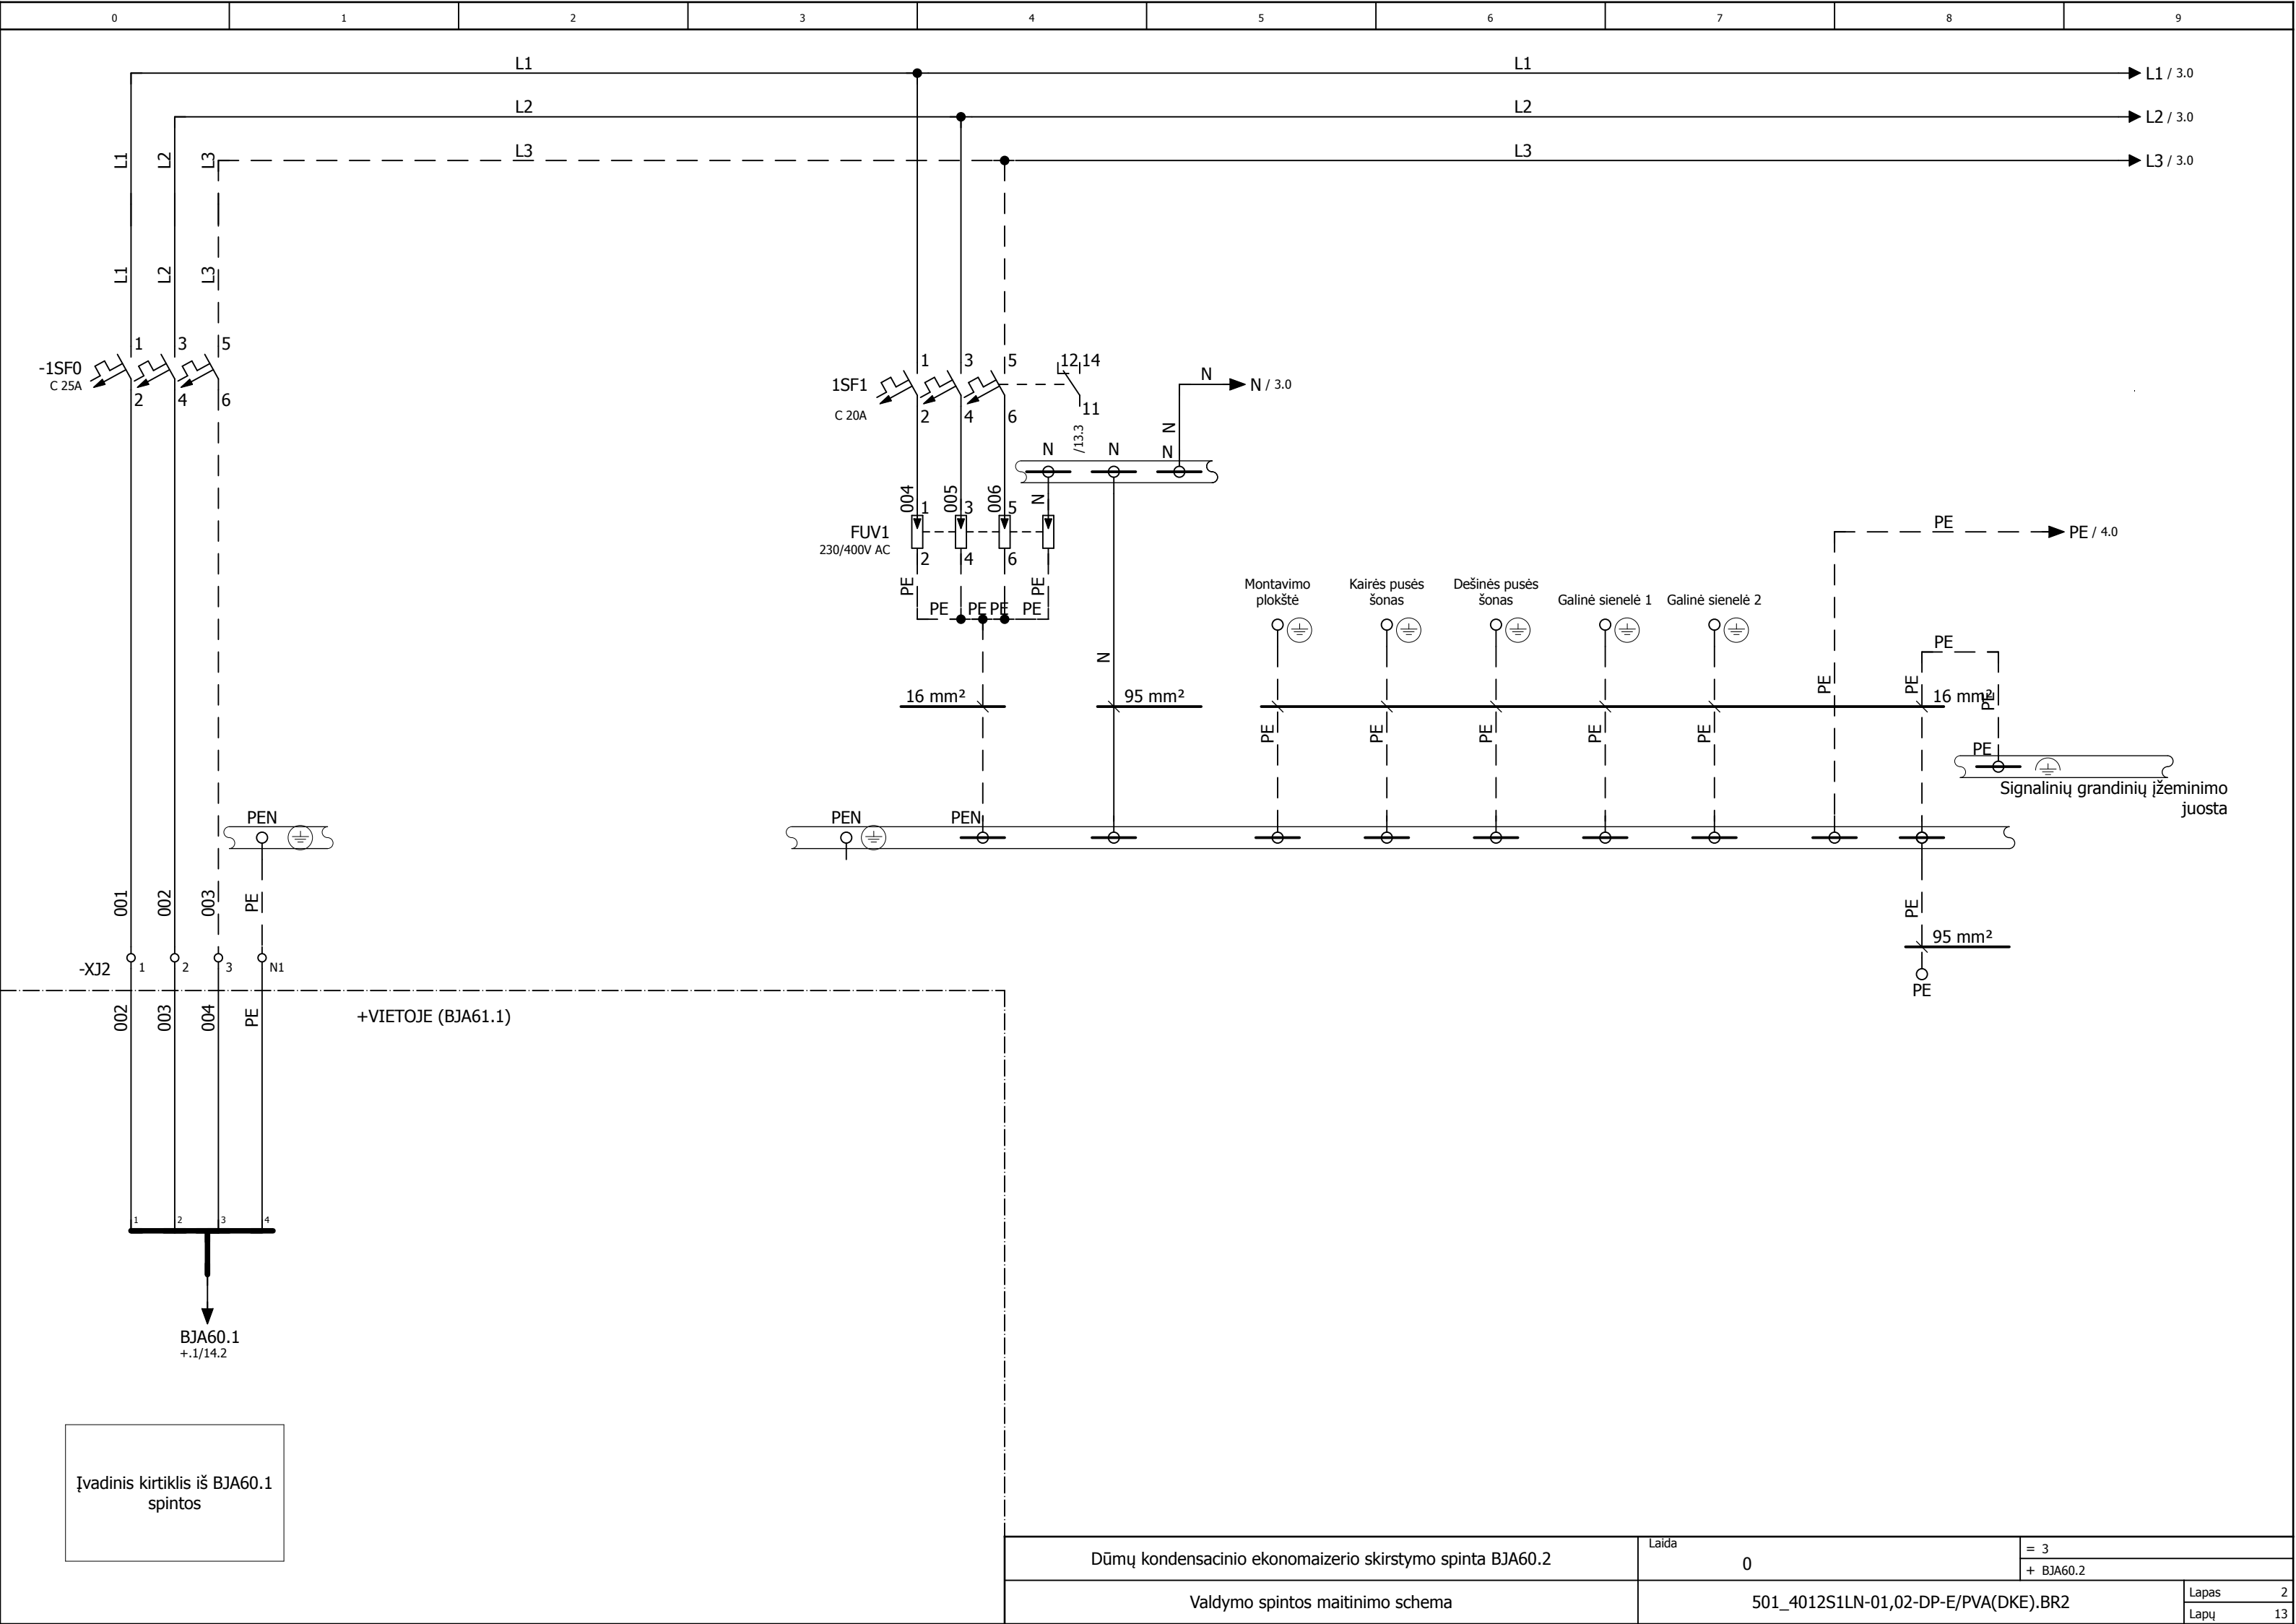 0 1 2 3 4 5 6 7 8 9
L1 L1 L1 / 3.0
L2 L2 L2 / 3.0
L3 L3 L3 / 3.0
L1 L2 L3
L1 L2 L3
-1SF0
C 25A
1 3 5
2 4 6
1SF1
C 20A
1 3 5
2 4 6
12 14
11
/13.3
N N / 3.0
N
N N N
004 005 006 N
FUV1
230/400V AC
1 3 5
2 4 6
PE PE
PE PE PE PE
N
16 mm²
95 mm²
Montavimo
plokštė
Kairės pusės
šonas
Dešinės pusės
šonas
Galinė sienelė 1
Galinė sienelė 2
PE PE / 4.0
PE
PE PE 16 mm² PE
PE PE PE PE PE
PE
Signalinių grandinių įžeminimo
juosta
PEN PEN PEN
001 002 003 PE
PE
95 mm²
PE
-XJ2 1 2 3 N1
002 003 004 PE
+VIETOJE (BJA61.1)
1 2 3 4
BJA60.1
+.1/14.2
Įvadinis kirtiklis iš BJA60.1
spintos
Dūmų kondensacinio ekonomaizerio skirstymo spinta BJA60.2
Laida
0
= 3
+ BJA60.2
Valdymo spintos maitinimo schema
501_4012S1LN-01,02-DP-E/PVA(DKE).BR2
Lapas 2
Lapų 13